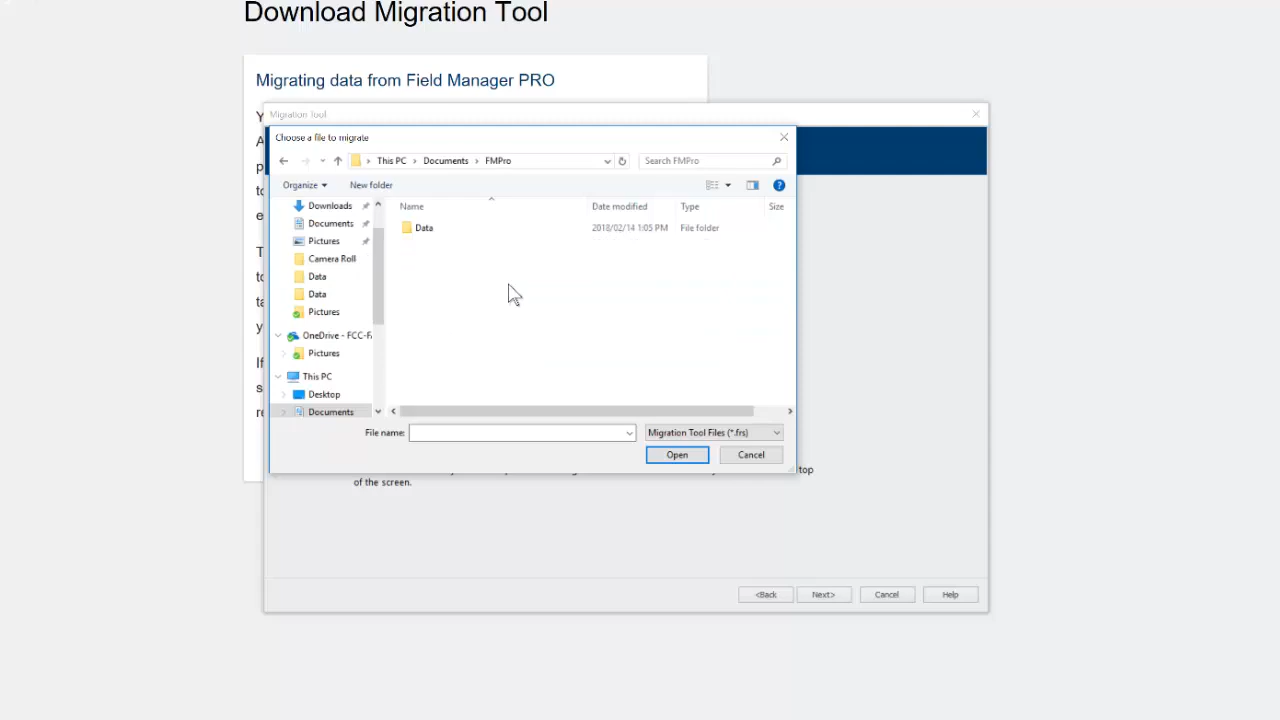 Download Migration Tool
Migrating data from Field Manager PRO
Migration Tool
Choose a file to migrate
This PC > Documents > FMPro
Search FMPro
Organize
New folder
Downloads
Documents
Pictures
Camera Roll
Data
Data
Pictures
OneDrive - FCC-F
Pictures
This PC
Desktop
Documents
Name
Date modified
Type
Size
Data
2018/02/14 1:05 PM
File folder
File name:
Migration Tool Files (*.frs)
Open
Cancel
top
of the screen.
<Back
Next>
Cancel
Help